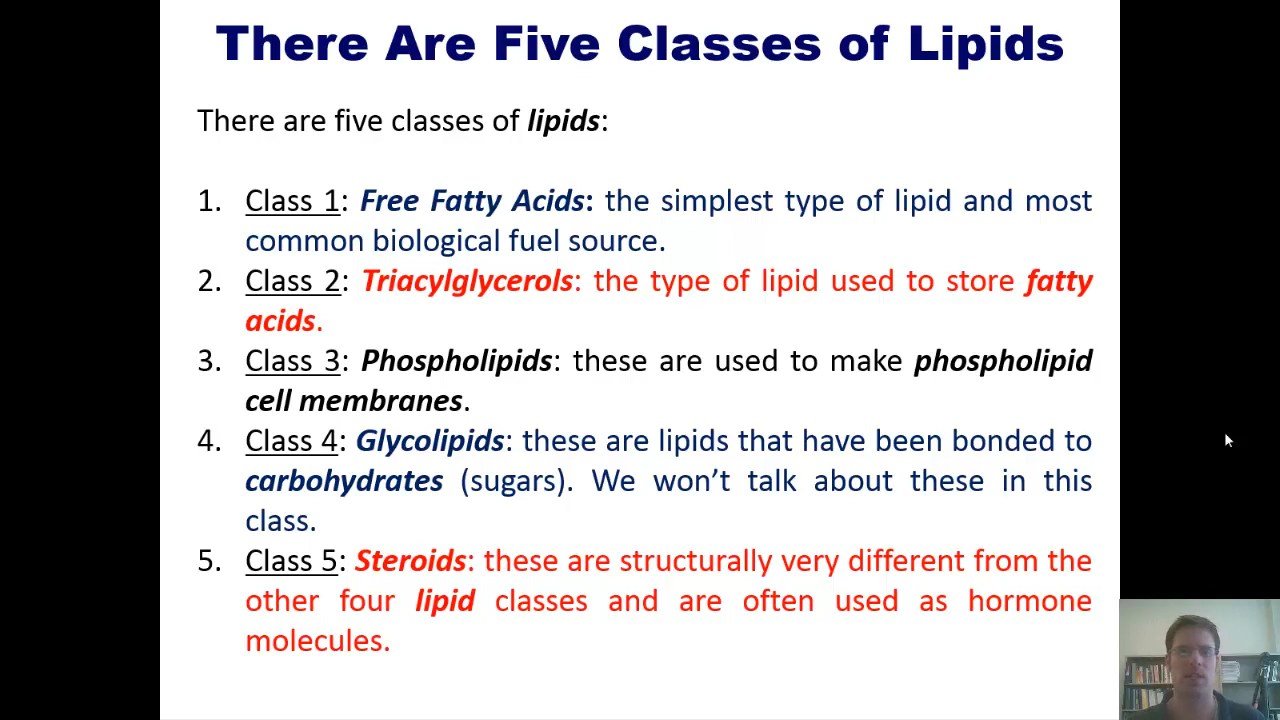 There Are Five Classes of Lipids
There are five classes of lipids:
1. Class 1: Free Fatty Acids: the simplest type of lipid and most
common biological fuel source.
2. Class 2: Triacylglycerols: the type of lipid used to store fatty
acids.
3. Class 3: Phospholipids: these are used to make phospholipid
cell membranes.
4. Class 4: Glycolipids: these are lipids that have been bonded to
carbohydrates (sugars). We won’t talk about these in this
class.
5. Class 5: Steroids: these are structurally very different from the
other four lipid classes and are often used as hormone
molecules.